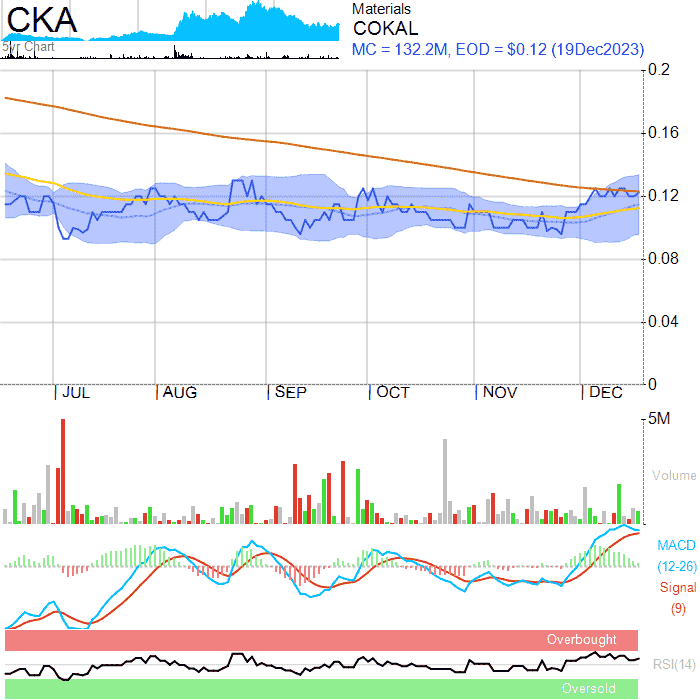 CKA
5yr Chart
Materials
COKAL
MC = 132.2M, EOD = $0.12 (19Dec2023)
0.2
0.16
0.12
0.08
0.04
0
JUL AUG SEP OCT NOV DEC
5M
Volume
MACD
(12-26)
Signal
(9)
Overbought
RSI(14)
Oversold